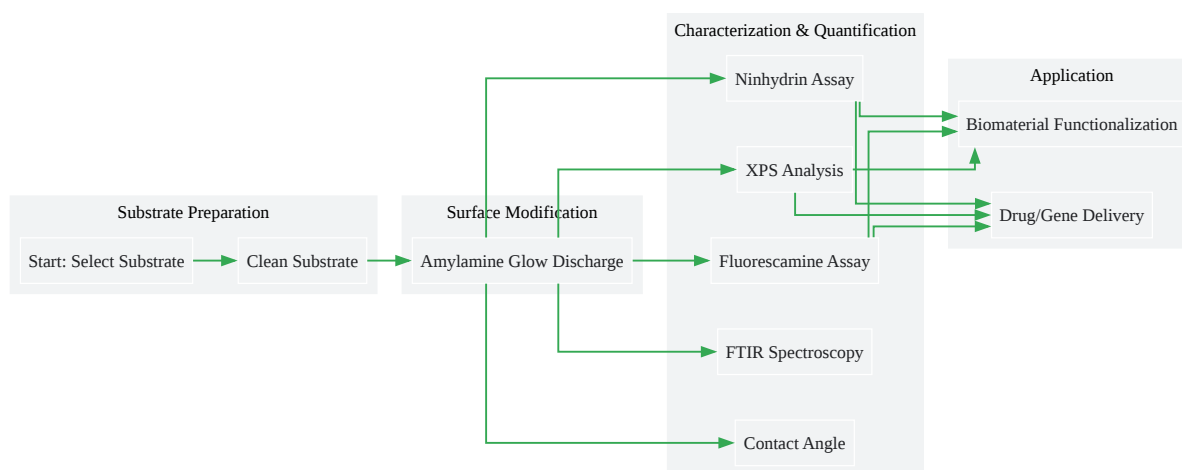 Substrate Preparation
Start: Select Substrate
Clean Substrate
Surface Modification
Amylamine Glow Discharge
Characterization & Quantification
Ninhydrin Assay
XPS Analysis
Fluorescamine Assay
FTIR Spectroscopy
Contact Angle
Application
Biomaterial Functionalization
Drug/Gene Delivery